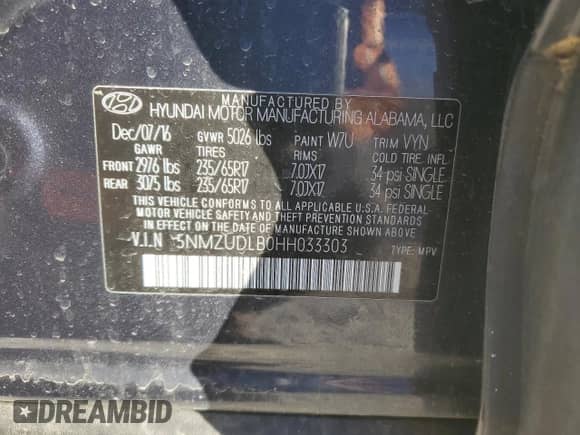 MANUFACTURED BY
HYUNDAI MOTOR MANUFACTURING ALABAMA, LLC
Dec/07/16 GVWR 5026 lbs PAINT W7U TRIM VYN
GAWR TIRES RIMS COLD TIRE INFL.
FRONT 2976 lbs 235/65R17 7.0JX17 34 psi SINGLE
REAR 3075 lbs 235/65R17 7.0JX17 34 psi SINGLE
THIS VEHICLE CONFORMS TO ALL APPLICABLE U.S.A. FEDERAL
MOTOR VEHICLE SAFETY AND THEFT PREVENTION STANDARDS
IN EFFECT ON THE DATE OF MANUFACTURE SHOWN ABOVE.
V.I.N 5NMZUDLB0HH033303
TYPE: MPV
DREAMBID